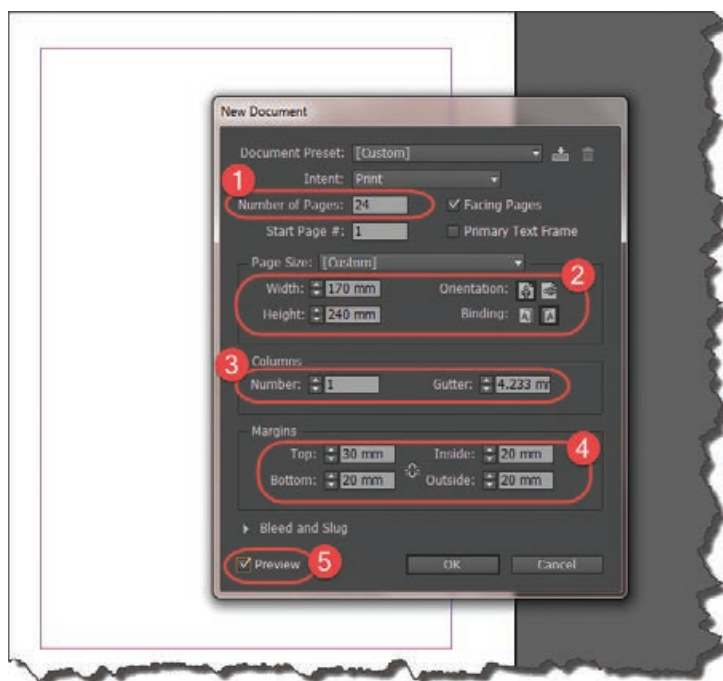 New Document
Document Preset: [Custom]
Intent: Print
1
Number of Pages: 24 Facing Pages
Start Page #: 1 Primary Text Frame
Page Size: [Custom]
2
Width: 170 mm Orientation:
Height: 240 mm Binding:
Columns
3
Number: 1 Gutter: 4.233 mm
Margins
4
Top: 30 mm Inside: 20 mm
Bottom: 20 mm Outside: 20 mm
Bleed and Slug
Preview 5 OK Cancel